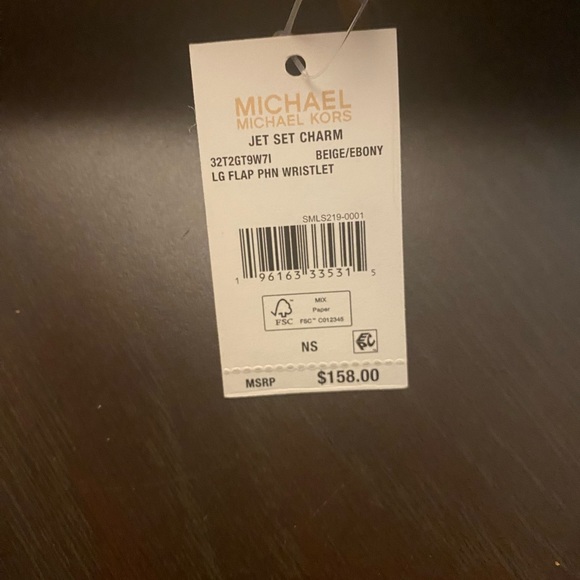 MICHAEL
MICHAEL KORS
JET SET CHARM
32T2GT9W7I BEIGE/EBONY
LG FLAP PHN WRISTLET
SMLS219-0001
1 96163 33531 5
MIX
Paper
FSC™ C012345
FSC
NS
MSRP $158.00